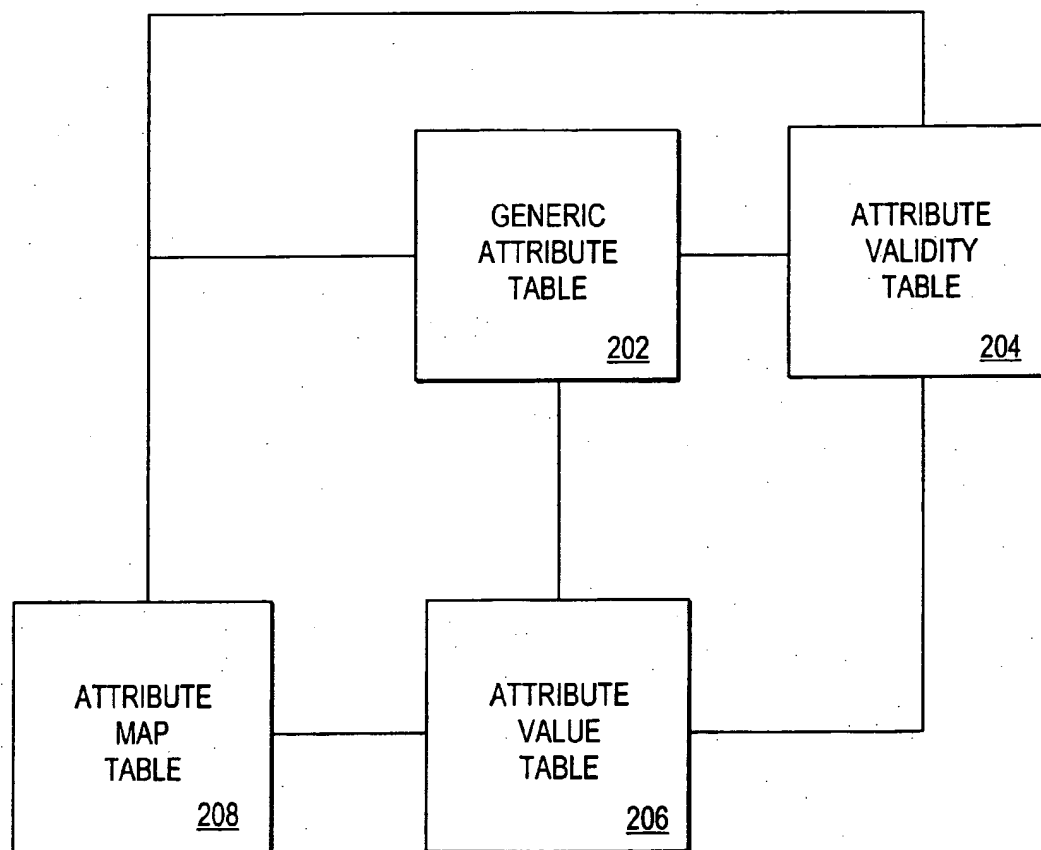 GENERIC
ATTRIBUTE
TABLE
202
ATTRIBUTE
VALIDITY
TABLE
204
ATTRIBUTE
MAP
TABLE
208
ATTRIBUTE
VALUE
TABLE
206